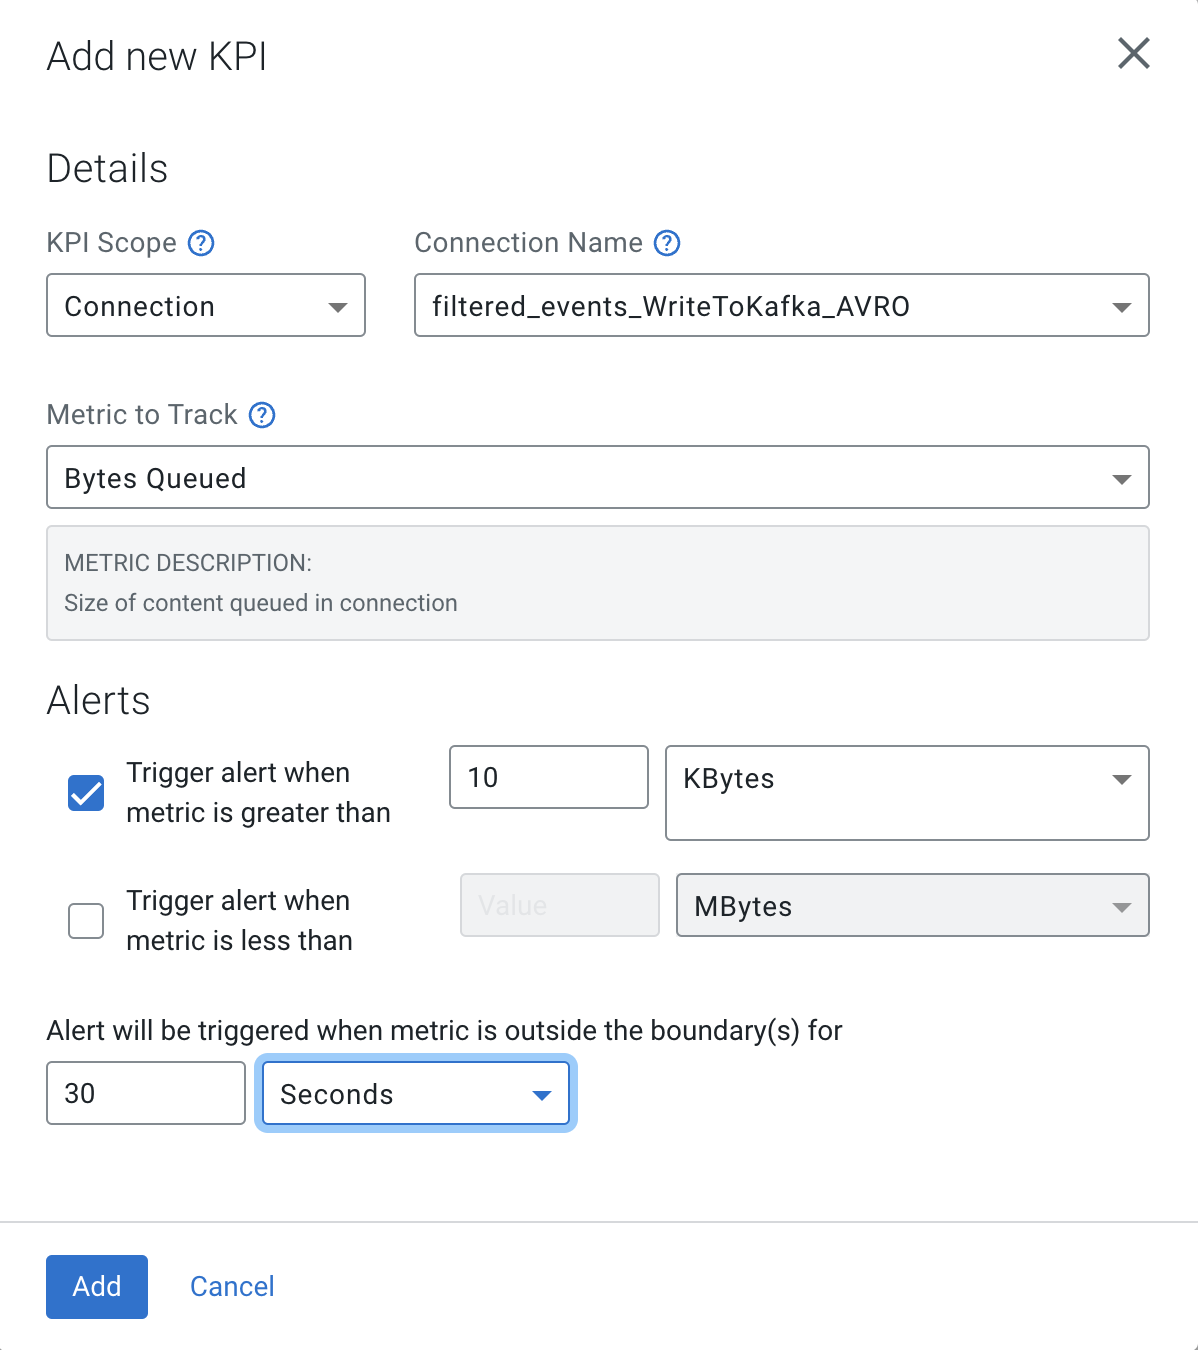 Add new KPI
Details
KPI Scope ?
Connection Name ?
Connection
filtered_events_WriteToKafka_AVRO
Metric to Track ?
Bytes Queued
METRIC DESCRIPTION:
Size of content queued in connection
Alerts
Trigger alert when
metric is greater than
10
KBytes
Trigger alert when
metric is less than
Value
MBytes
Alert will be triggered when metric is outside the boundary(s) for
30
Seconds
Add
Cancel